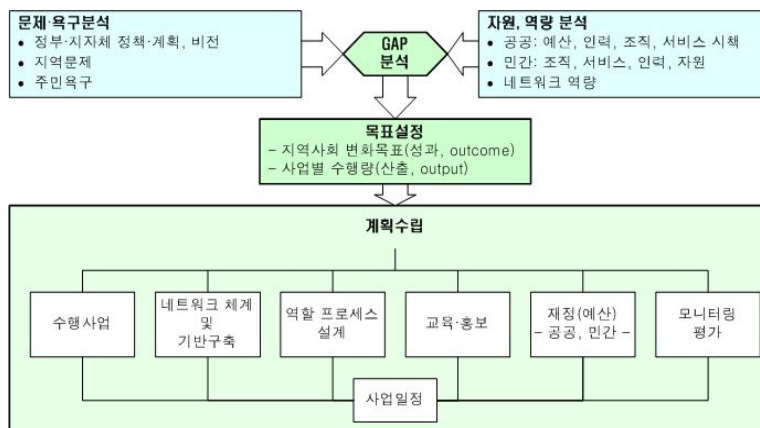 문제·욕구분석
• 정부·지자체 정책·계획, 비전
• 지역문제
• 주민욕구
GAP
분석
자원, 역량 분석
• 공공: 예산, 인력, 조직, 서비스 시책
• 민간: 조직, 서비스, 인력, 자원
• 네트워크 역량
목표설정
– 지역사회 변화목표(성과, outcome)
– 사업별 수행량(산출, output)
계획수립
수행사업
네트워크 체계
및
기반구축
역할 프로세스
설계
교육·홍보
재정(예산)
– 공공, 민간 –
모니터링
평가
사업일정